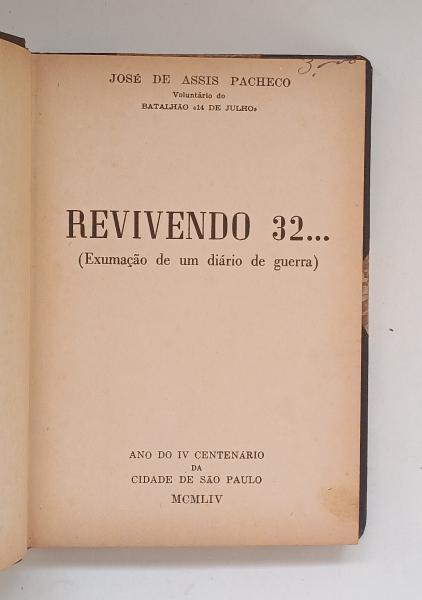 JOSÉ DE ASSIS PACHECO
Voluntário do
BATALHÃO «14 DE JULHO»
REVIVENDO 32...
(Exumação de um diário de guerra)
ANO DO IV CENTENÁRIO
DA
CIDADE DE SÃO PAULO
MCMLIV